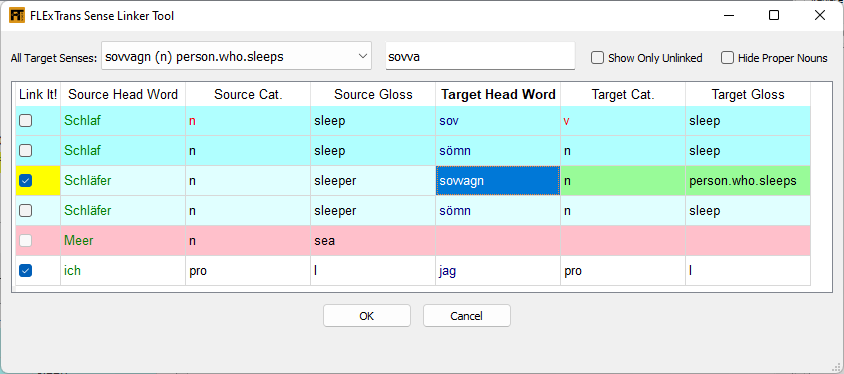 FLExTrans Sense Linker Tool
All Target Senses: sovvagn (n) person.who.sleeps sovva Show Only Unlinked Hide Proper Nouns
Link It! Source Head Word Source Cat. Source Gloss Target Head Word Target Cat. Target Gloss
Schlaf n sleep sov v sleep
Schlaf n sleep sömn n sleep
Schläfer n sleeper sovvagn n person.who.sleeps
Schläfer n sleeper sömn n sleep
Meer n sea
ich pro I jag pro I
OK Cancel